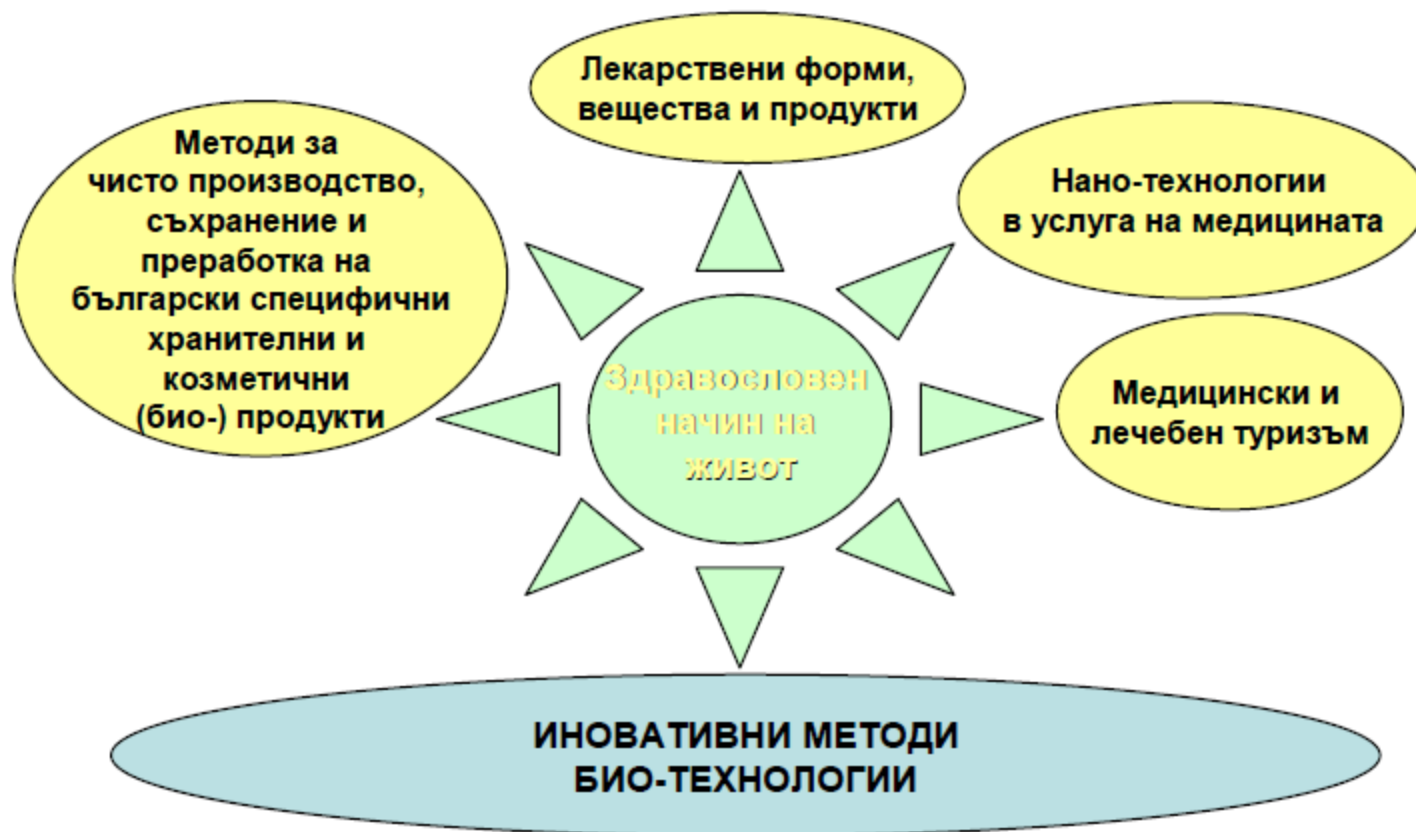 Лекарствени форми,
вещества и продукти
Методи за
чисто производство,
съхранение и
преработка на
български специфични
хранителни и
козметични
(био-) продукти
Нано-технологии
в услуга на медицината
Здравословен
начин на
живот
Медицински и
лечебен туризъм
ИНОВАТИВНИ МЕТОДИ
БИО-ТЕХНОЛОГИИ